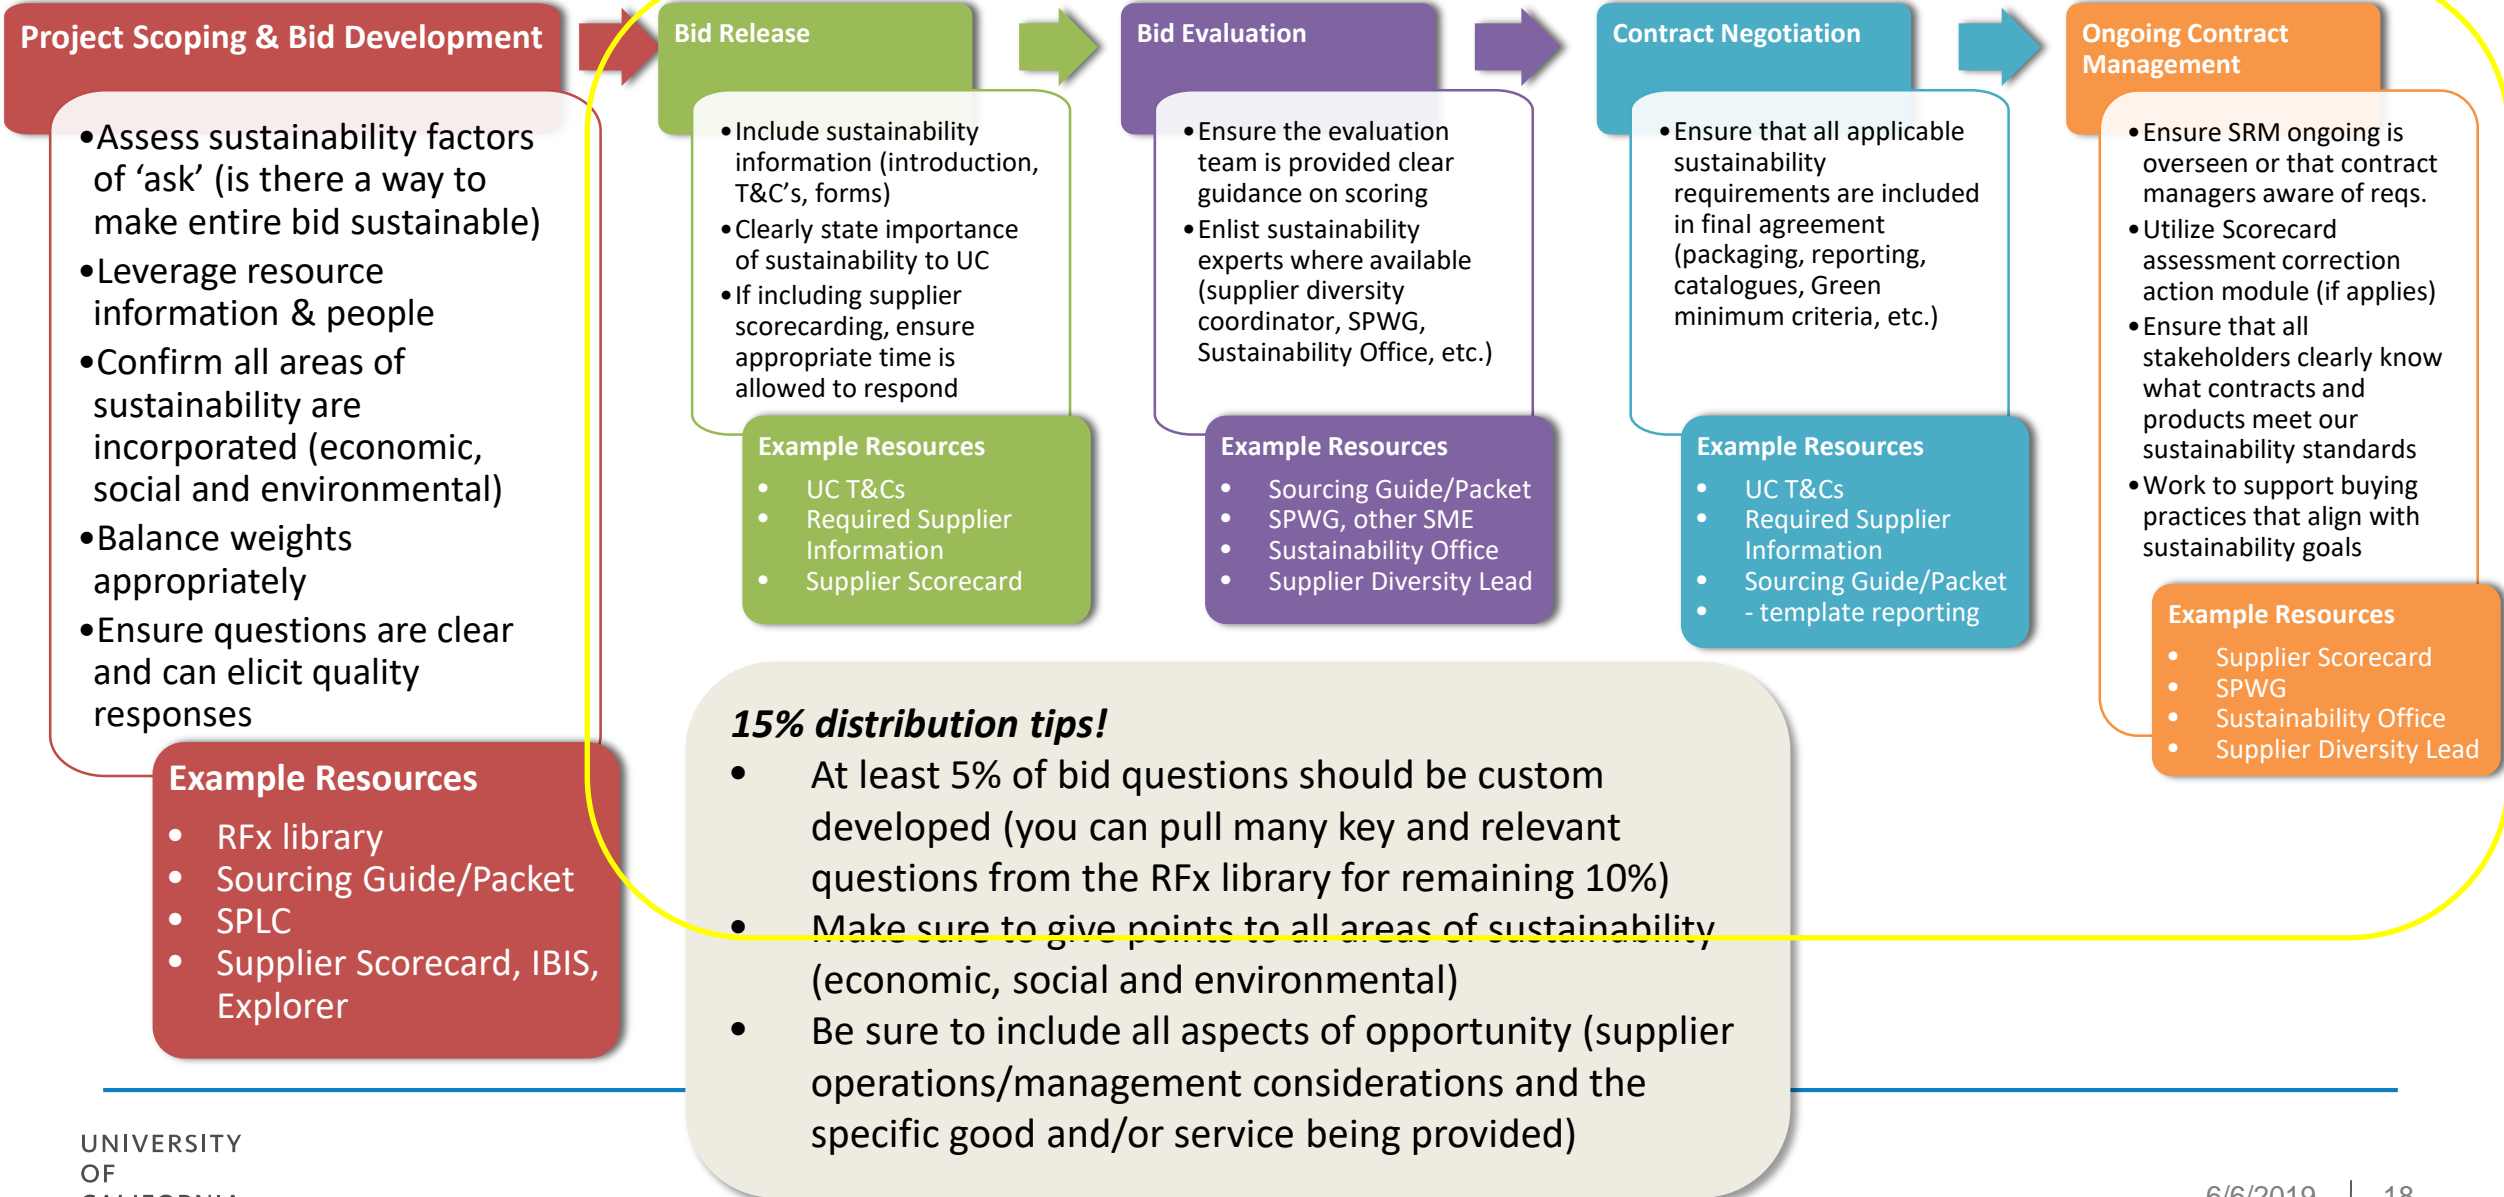 Project Scoping & Bid Development
•Assess sustainability factors
of ‘ask’ (is there a way to
make entire bid sustainable)
•Leverage resource
information & people
•Confirm all areas of
sustainability are
incorporated (economic,
social and environmental)
•Balance weights
appropriately
•Ensure questions are clear
and can elicit quality
responses
Example Resources
• RFx library
• Sourcing Guide/Packet
• SPLC
• Supplier Scorecard, IBIS,
Explorer
Bid Release
•Include sustainability
information (introduction,
T&C’s, forms)
•Clearly state importance
of sustainability to UC
•If including supplier
scorecarding, ensure
appropriate time is
allowed to respond
Example Resources
• UC T&Cs
• Required Supplier
Information
• Supplier Scorecard
Bid Evaluation
•Ensure the evaluation
team is provided clear
guidance on scoring
•Enlist sustainability
experts where available
(supplier diversity
coordinator, SPWG,
Sustainability Office, etc.)
Example Resources
• Sourcing Guide/Packet
• SPWG, other SME
• Sustainability Office
• Supplier Diversity Lead
Contract Negotiation
•Ensure that all applicable
sustainability
requirements are included
in final agreement
(packaging, reporting,
catalogues, Green
minimum criteria, etc.)
Example Resources
• UC T&Cs
• Required Supplier
Information
• Sourcing Guide/Packet
• - template reporting
Ongoing Contract
Management
•Ensure SRM ongoing is
overseen or that contract
managers aware of reqs.
•Utilize Scorecard
assessment correction
action module (if applies)
•Ensure that all
stakeholders clearly know
what contracts and
products meet our
sustainability standards
•Work to support buying
practices that align with
sustainability goals
Example Resources
• Supplier Scorecard
• SPWG
• Sustainability Office
• Supplier Diversity Lead
15% distribution tips!
• At least 5% of bid questions should be custom
developed (you can pull many key and relevant
questions from the RFx library for remaining 10%)
• Make sure to give points to all areas of sustainability
(economic, social and environmental)
• Be sure to include all aspects of opportunity (supplier
operations/management considerations and the
specific good and/or service being provided)
UNIVERSITY
OF
CALIFORNIA
6/6/2019 | 18